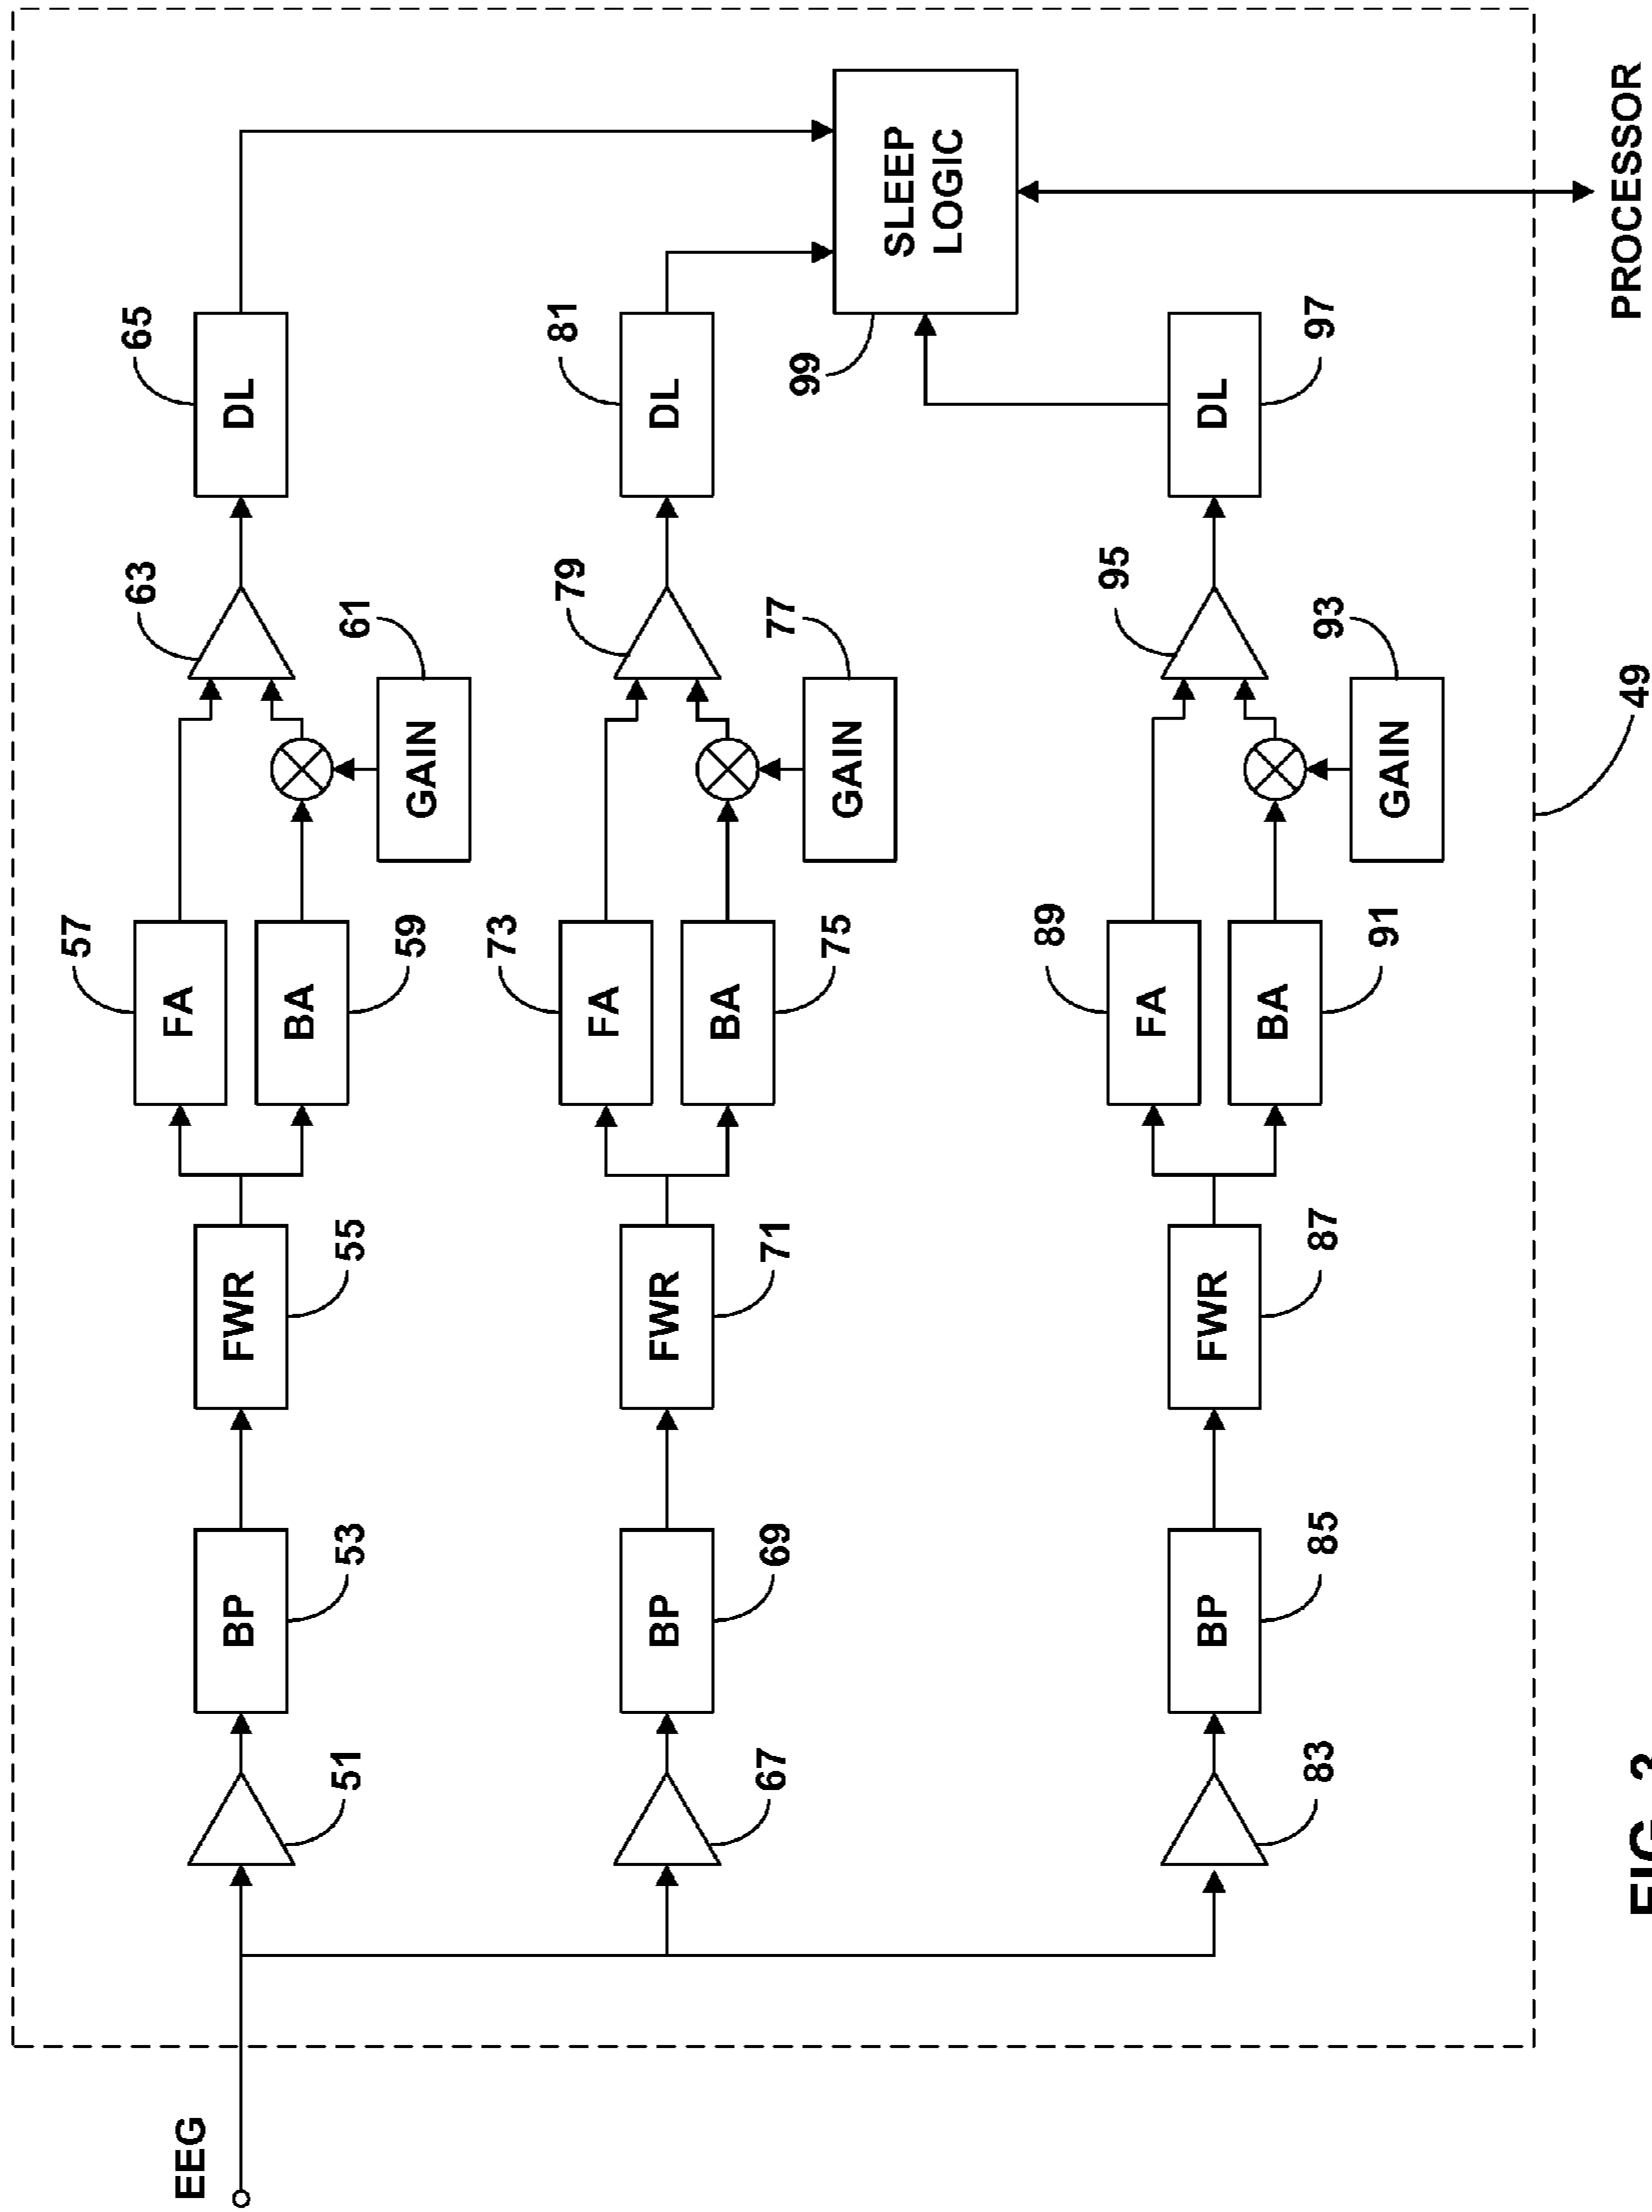 EEG
51
BP
53
FWR
55
57
FA
BA
59
GAIN
61
63
DL
65
67
BP
69
FWR
71
73
FA
BA
75
GAIN
77
79
DL
81
SLEEP
LOGIC
99
83
BP
85
FWR
87
89
FA
BA
91
GAIN
93
95
DL
97
49
PROCESSOR
FIG. 3